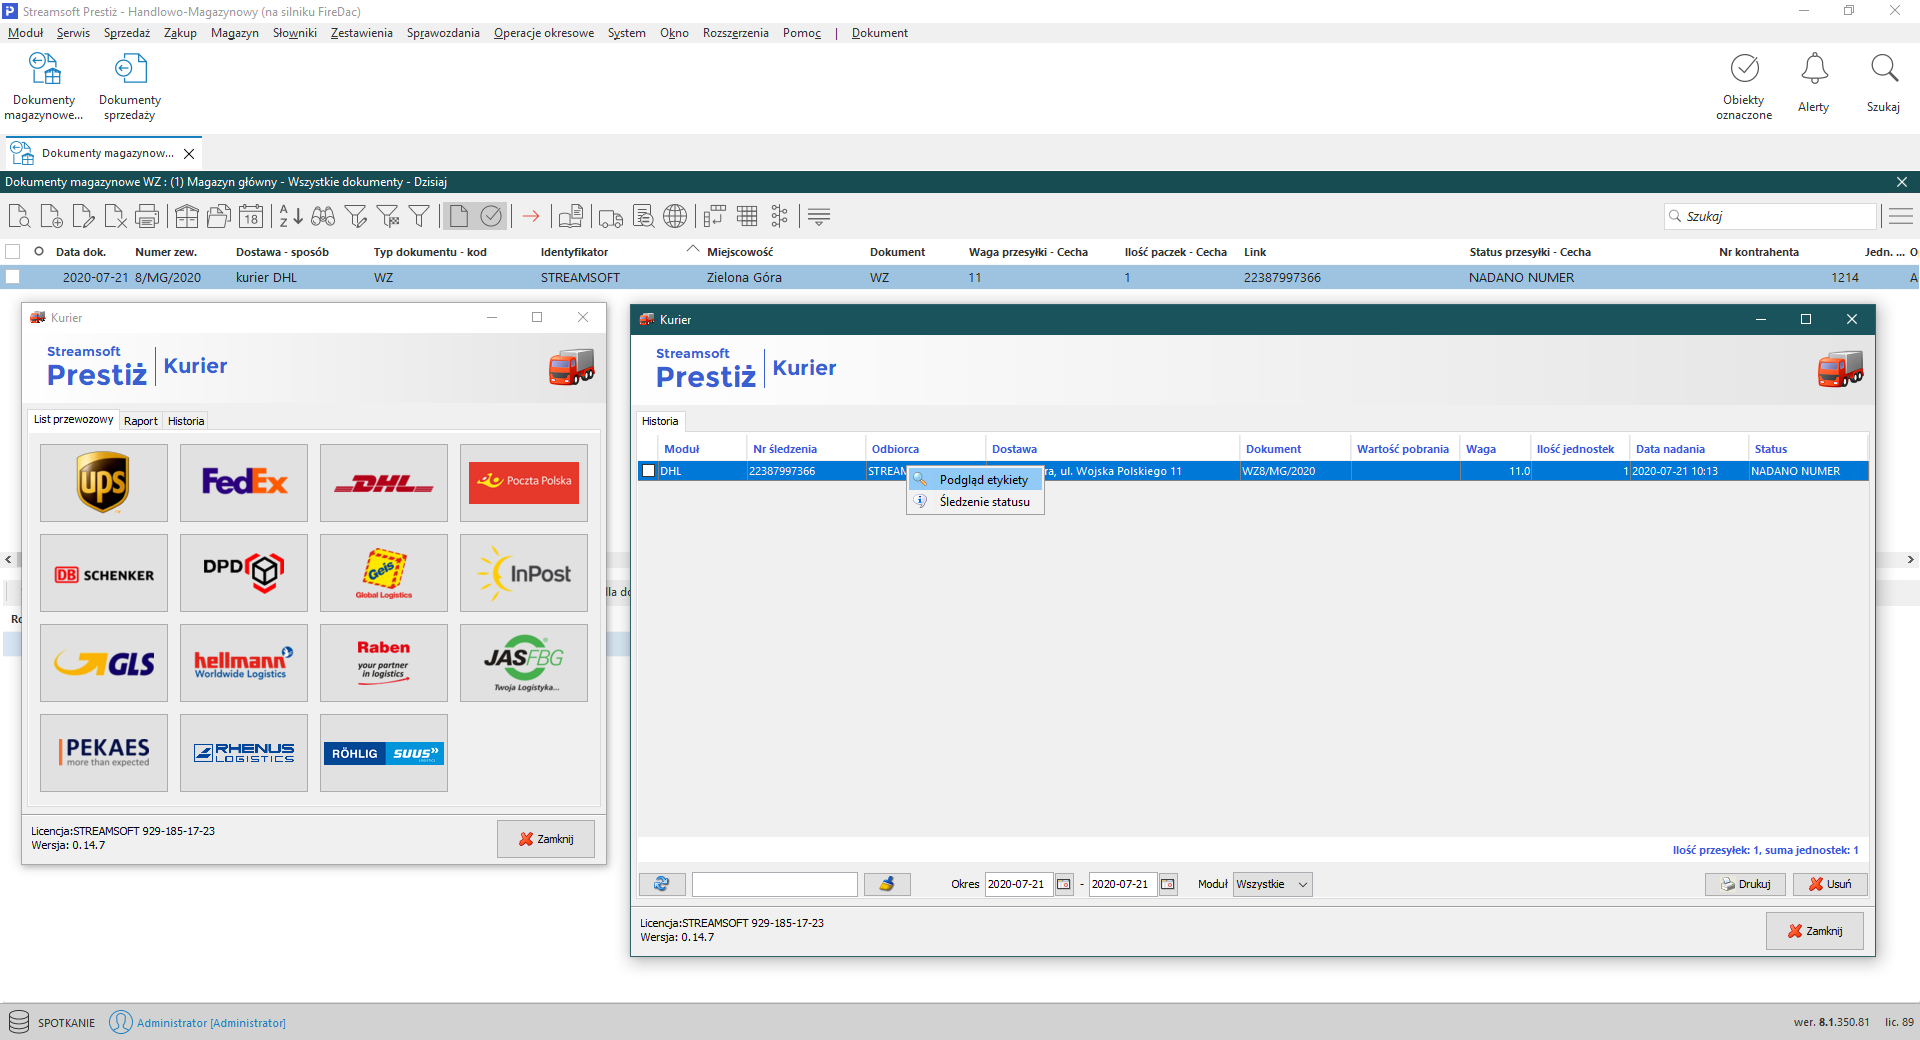 Streamsoft Prestiż - Handlowo-Magazynowy (na silniku FireDac)
Moduł Serwis Sprzedaż Zakup Magazyn Słowniki Zestawienia Sprawozdania Operacje okresowe System Okno Rozszerzenia Pomoc | Dokument
Dokumenty magazynowe...
Dokumenty sprzedaży
Obiekty oznaczone
Alerty
Szukaj
Dokumenty magazynow...
Dokumenty magazynowe WZ : (1) Magazyn główny - Wszystkie dokumenty - Dzisiaj
18
A Z
Szukaj
Data dok. Numer zew. Dostawa - sposób Typ dokumentu - kod Identyfikator Miejscowość Dokument Waga przesyłki - Cecha Ilość paczek - Cecha Link Status przesyłki - Cecha Nr kontrahenta Jedn. ... O
2020-07-21 8/MG/2020 kurier DHL WZ STREAMSOFT Zielona Góra WZ 11 1 22387997366 NADANO NUMER 1214 A
Kurier
Streamsoft
Prestiż Kurier
List przewozowy Raport Historia
ups
FedEx
DHL
Poczta Polska
DB SCHENKER
DPD
Geis
Global Logistics
InPost
GLS
hellmann
Worldwide Logistics
Raben
your partner
in logistics
JAS FBG
Twoja Logistyka...
PEKAES
more than expected
RHENUS
LOGISTICS
RÖHLIG SUUS
LOGISTICS
Licencja:STREAMSOFT 929-185-17-23
Wersja: 0.14.7
Zamknij
Kurier
Streamsoft
Prestiż Kurier
Historia
Moduł Nr śledzenia Odbiorca Dostawa Dokument Wartość pobrania Waga Ilość jednostek Data nadania Status
DHL 22387997366 STREAM ra, ul. Wojska Polskiego 11 WZ8/MG/2020 11.0 1 2020-07-21 10:13 NADANO NUMER
Podgląd etykiety
Śledzenie statusu
Ilość przesyłek: 1, suma jednostek: 1
Okres 2020-07-21 - 2020-07-21 Moduł Wszystkie
Drukuj Usuń
Licencja:STREAMSOFT 929-185-17-23
Wersja: 0.14.7
Zamknij
SPOTKANIE Administrator [Administrator]
wer. 8.1.350.81 lic. 89